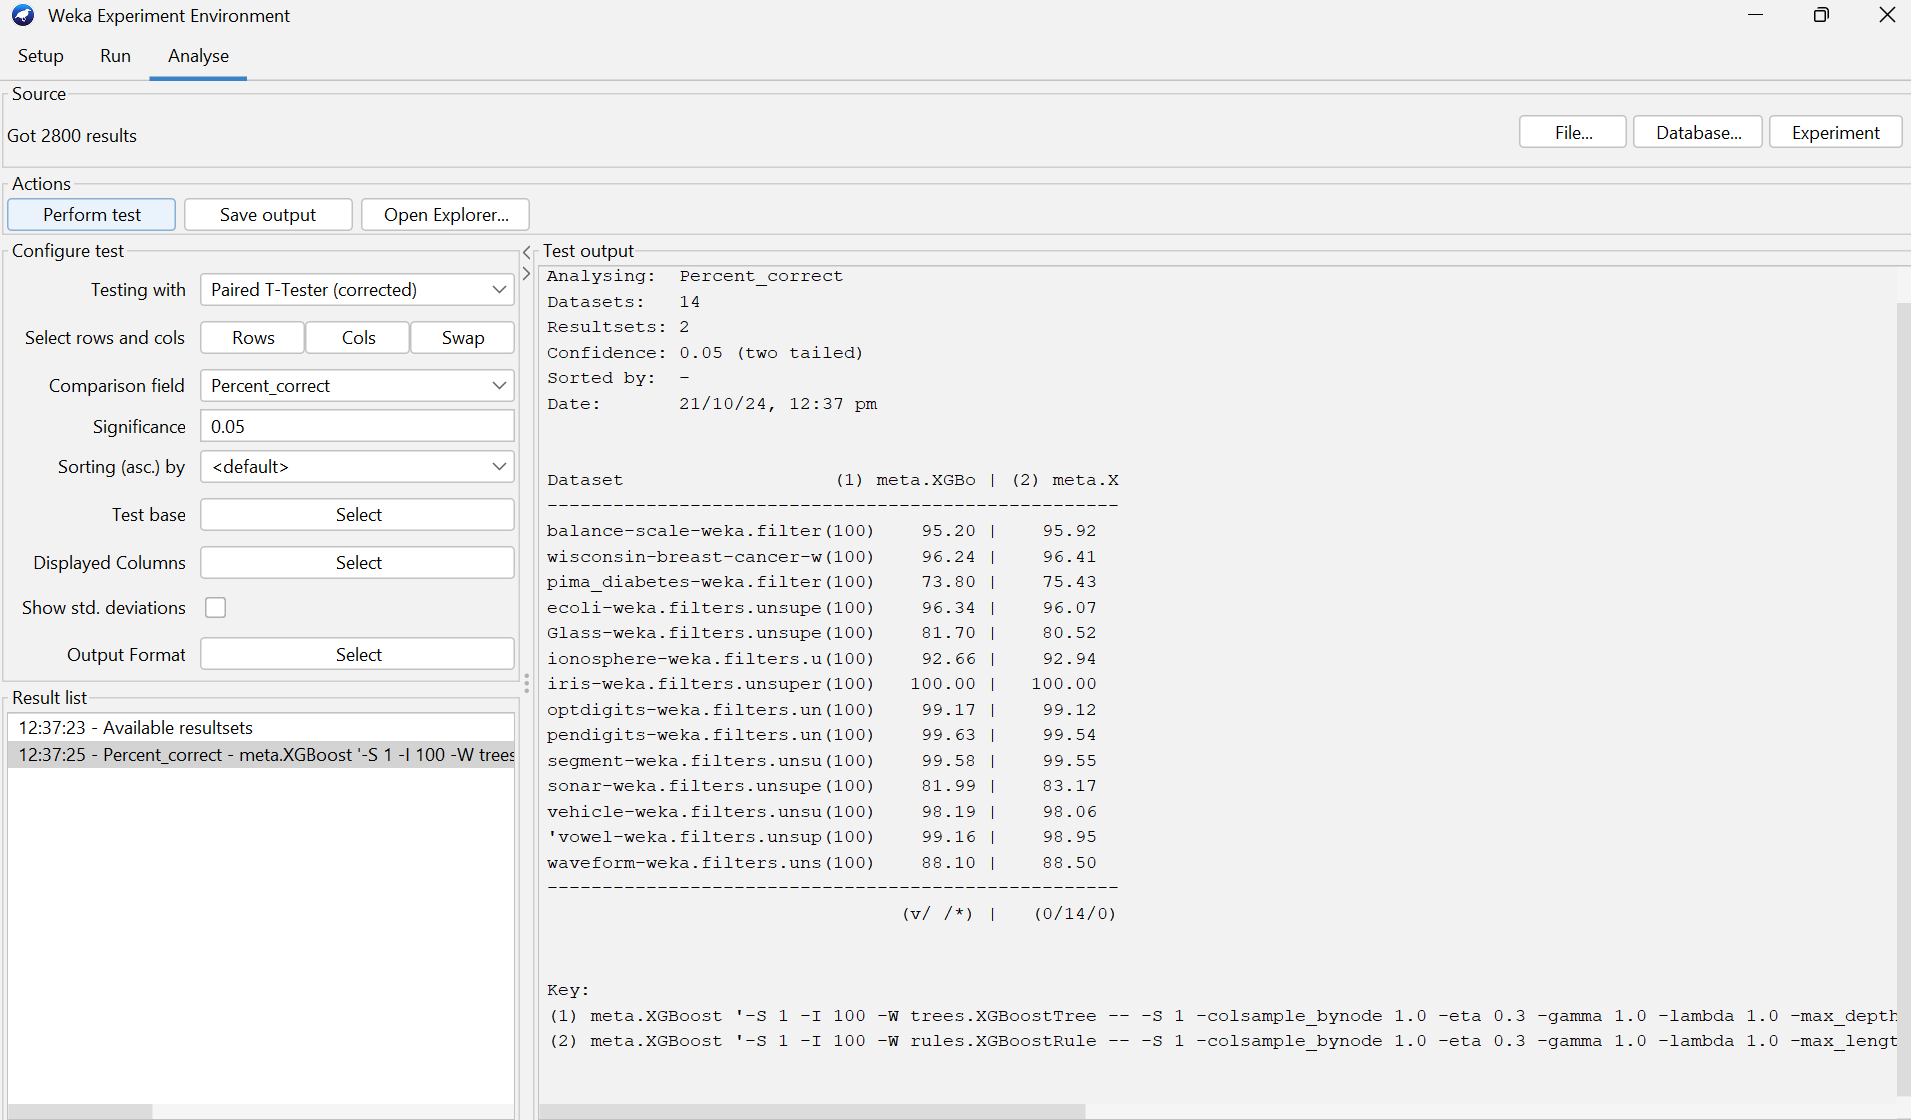 Weka Experiment Environment
Setup Run Analyse
Source
Got 2800 results
File... Database... Experiment
Actions
Perform test Save output Open Explorer...
Configure test
Testing with Paired T-Tester (corrected)
Select rows and cols Rows Cols Swap
Comparison field Percent_correct
Significance 0.05
Sorting (asc.) by <default>
Test base Select
Displayed Columns Select
Show std. deviations
Output Format Select
Result list
12:37:23 - Available resultsets
12:37:25 - Percent_correct - meta.XGBoost '-S 1 -I 100 -W trees
Test output
Analysing: Percent_correct
Datasets: 14
Resultsets: 2
Confidence: 0.05 (two tailed)
Sorted by: -
Date: 21/10/24, 12:37 pm
Dataset (1) meta.XGBo | (2) meta.X
----------------------------------------------------
balance-scale-weka.filter(100) 95.20 | 95.92
wisconsin-breast-cancer-w(100) 96.24 | 96.41
pima_diabetes-weka.filter(100) 73.80 | 75.43
ecoli-weka.filters.unsupe(100) 96.34 | 96.07
Glass-weka.filters.unsupe(100) 81.70 | 80.52
ionosphere-weka.filters.u(100) 92.66 | 92.94
iris-weka.filters.unsuper(100) 100.00 | 100.00
optdigits-weka.filters.un(100) 99.17 | 99.12
pendigits-weka.filters.un(100) 99.63 | 99.54
segment-weka.filters.unsu(100) 99.58 | 99.55
sonar-weka.filters.unsupe(100) 81.99 | 83.17
vehicle-weka.filters.unsu(100) 98.19 | 98.06
'vowel-weka.filters.unsup(100) 99.16 | 98.95
waveform-weka.filters.uns(100) 88.10 | 88.50
----------------------------------------------------
(v/ /*) | (0/14/0)
Key:
(1) meta.XGBoost '-S 1 -I 100 -W trees.XGBoostTree -- -S 1 -colsample_bynode 1.0 -eta 0.3 -gamma 1.0 -lambda 1.0 -max_depth
(2) meta.XGBoost '-S 1 -I 100 -W rules.XGBoostRule -- -S 1 -colsample_bynode 1.0 -eta 0.3 -gamma 1.0 -lambda 1.0 -max_lengt